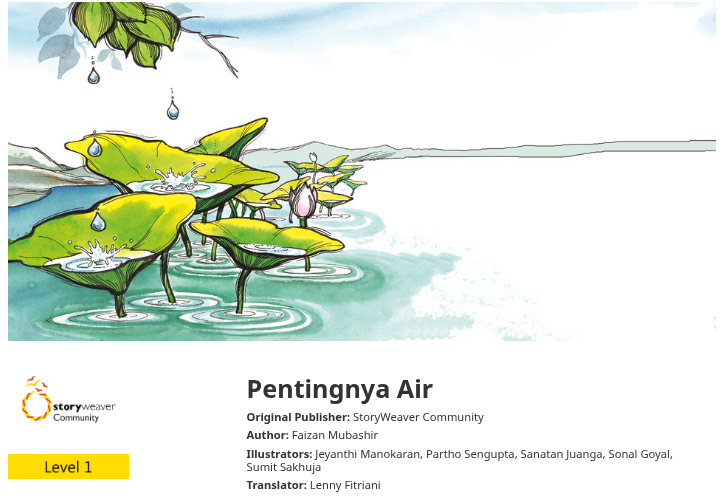 storyweaver
Community
Level 1
Pentingnya Air
Original Publisher: StoryWeaver Community
Author: Faizan Mubashir
Illustrators: Jeyanthi Manokaran, Partho Sengupta, Sanatan Juanga, Sonal Goyal,
Sumit Sakhuja
Translator: Lenny Fitriani